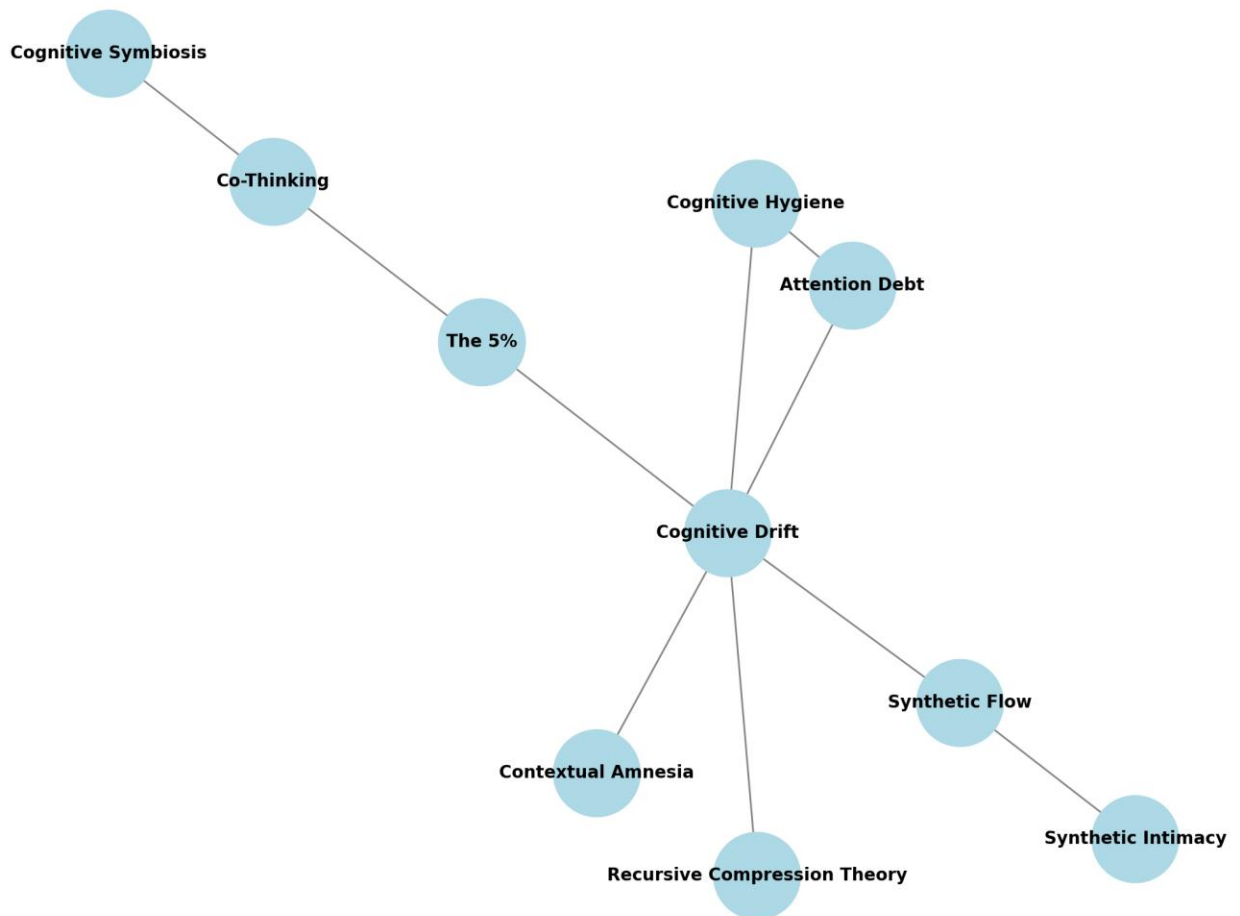 Cognitive Symbiosis
Co-Thinking
Cognitive Hygiene
Attention Debt
The 5%
Cognitive Drift
Synthetic Flow
Contextual Amnesia
Synthetic Intimacy
Recursive Compression Theory